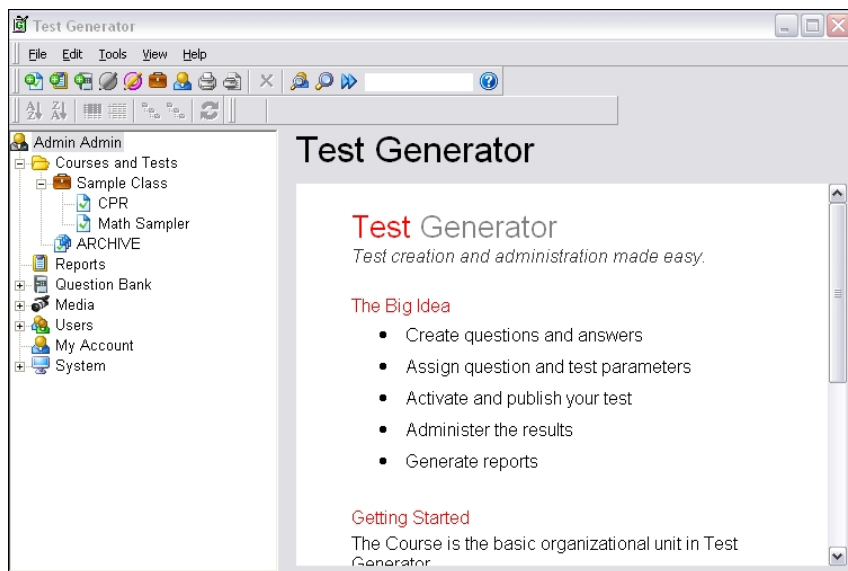 Test Generator
File Edit Tools View Help
Admin Admin
Courses and Tests
Sample Class
CPR
Math Sampler
ARCHIVE
Reports
Question Bank
Media
Users
My Account
System
Test Generator
Test Generator
Test creation and administration made easy.
The Big Idea
• Create questions and answers
• Assign question and test parameters
• Activate and publish your test
• Administer the results
• Generate reports
Getting Started
The Course is the basic organizational unit in Test
Generator